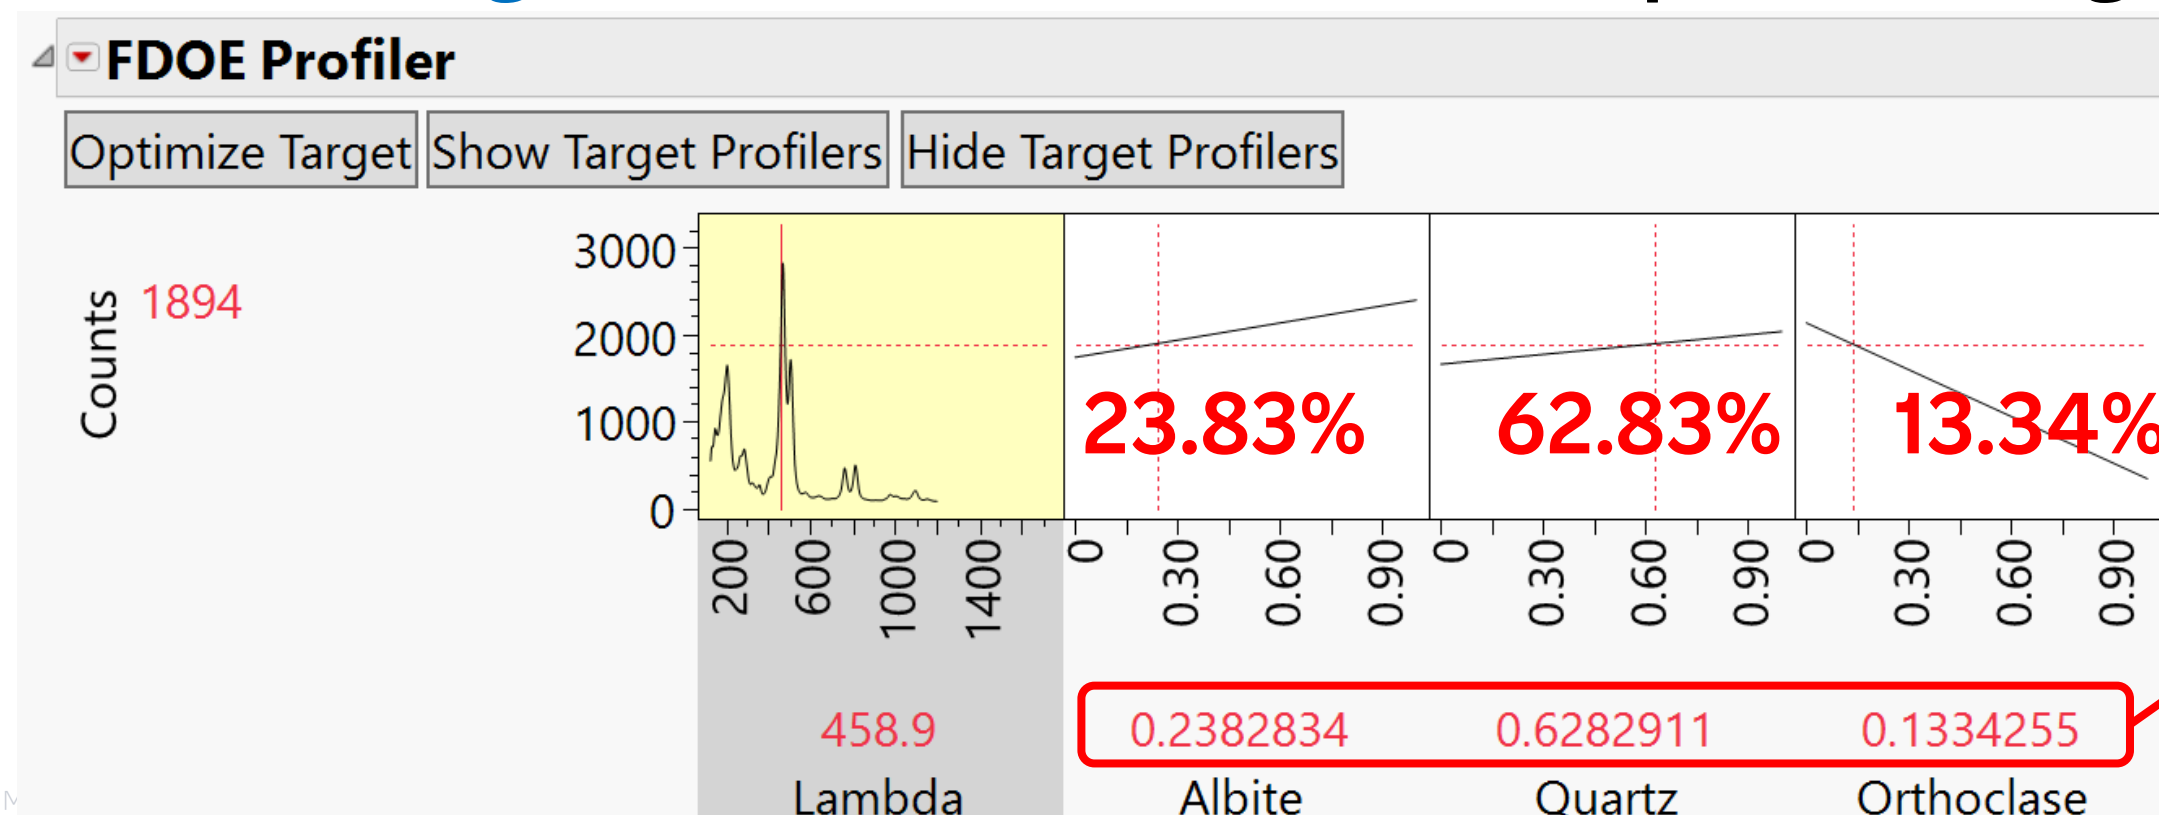 FDOE Profiler
Optimize Target Show Target Profilers Hide Target Profilers
Counts
1894
3000
2000
1000
0
23.83% 62.83% 13.34%
200 600 1000 1400 0 0.30 0.60 0.90 0 0.30 0.60 0.90 0 0.30 0.60 0.90
458.9 0.2382834 0.6282911 0.1334255
Lambda Albite Quartz Orthoclase